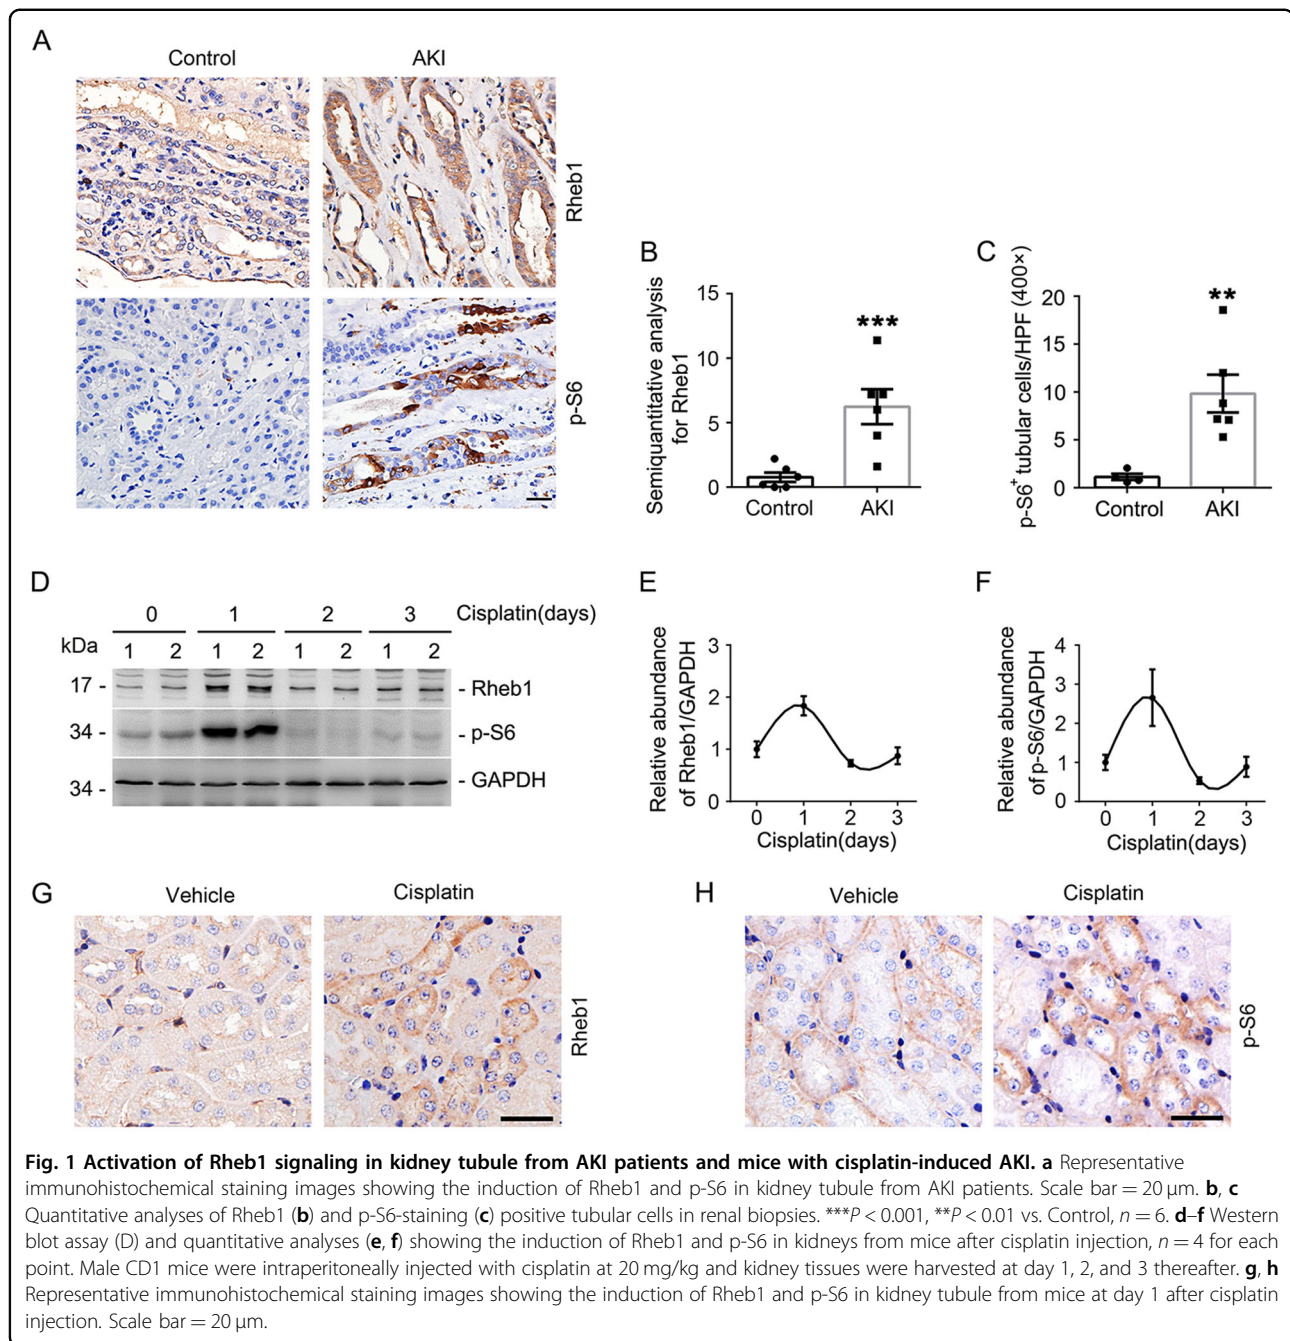 A
Control
AKI
Rheb1
p-S6
B
Semiquantitative analysis
for Rheb1
15
10
5
0
***
Control
AKI
C
p-S6+ tubular cells/HPF (400×)
20
15
10
5
0
**
Control
AKI
D
0 1 2 3 Cisplatin(days)
kDa 1 2 1 2 1 2 1 2
17 - - Rheb1
34 - - p-S6
34 - - GAPDH
E
Relative abundance
of Rheb1/GAPDH
3
2
1
0
0 1 2 3
Cisplatin(days)
F
Relative abundance
of p-S6/GAPDH
4
3
2
1
0
0 1 2 3
Cisplatin(days)
G
Vehicle
Cisplatin
Rheb1
H
Vehicle
Cisplatin
p-S6
Fig. 1 Activation of Rheb1 signaling in kidney tubule from AKI patients and mice with cisplatin-induced AKI. a Representative
immunohistochemical staining images showing the induction of Rheb1 and p-S6 in kidney tubule from AKI patients. Scale bar = 20 μm. b, c
Quantitative analyses of Rheb1 (b) and p-S6-staining (c) positive tubular cells in renal biopsies. ***P < 0.001, **P < 0.01 vs. Control, n = 6. d–f Western
blot assay (D) and quantitative analyses (e, f) showing the induction of Rheb1 and p-S6 in kidneys from mice after cisplatin injection, n = 4 for each
point. Male CD1 mice were intraperitoneally injected with cisplatin at 20 mg/kg and kidney tissues were harvested at day 1, 2, and 3 thereafter. g, h
Representative immunohistochemical staining images showing the induction of Rheb1 and p-S6 in kidney tubule from mice at day 1 after cisplatin
injection. Scale bar = 20 μm.